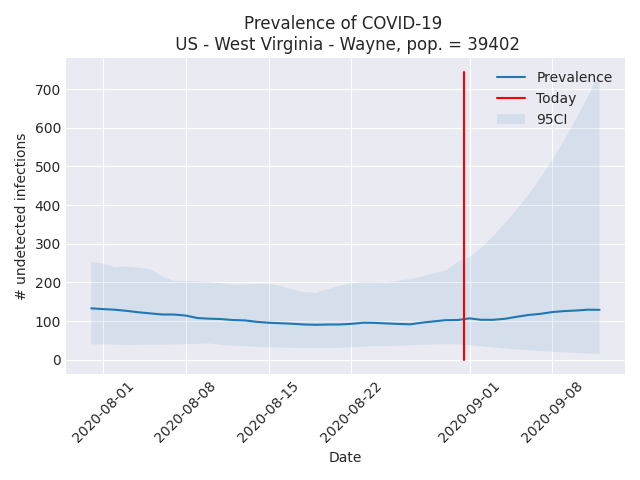 Prevalence of COVID-19
US - West Virginia - Wayne, pop. = 39402
Prevalence
Today
95CI
# undetected infections
700
600
500
400
300
200
100
0
2020-08-01
2020-08-08
2020-08-15
2020-08-22
2020-09-01
2020-09-08
Date